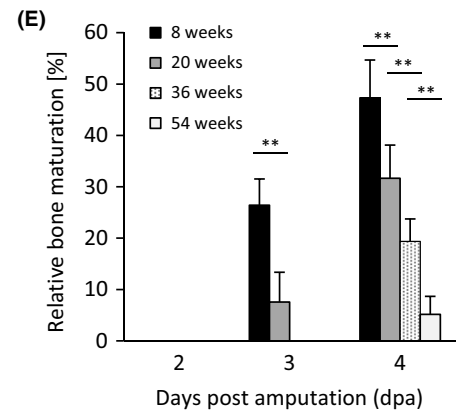 (E)
Relative bone maturation [%]
60
50
40
30
20
10
0
8 weeks
20 weeks
36 weeks
54 weeks
**
**
**
**
2 3 4
Days post amputation (dpa)